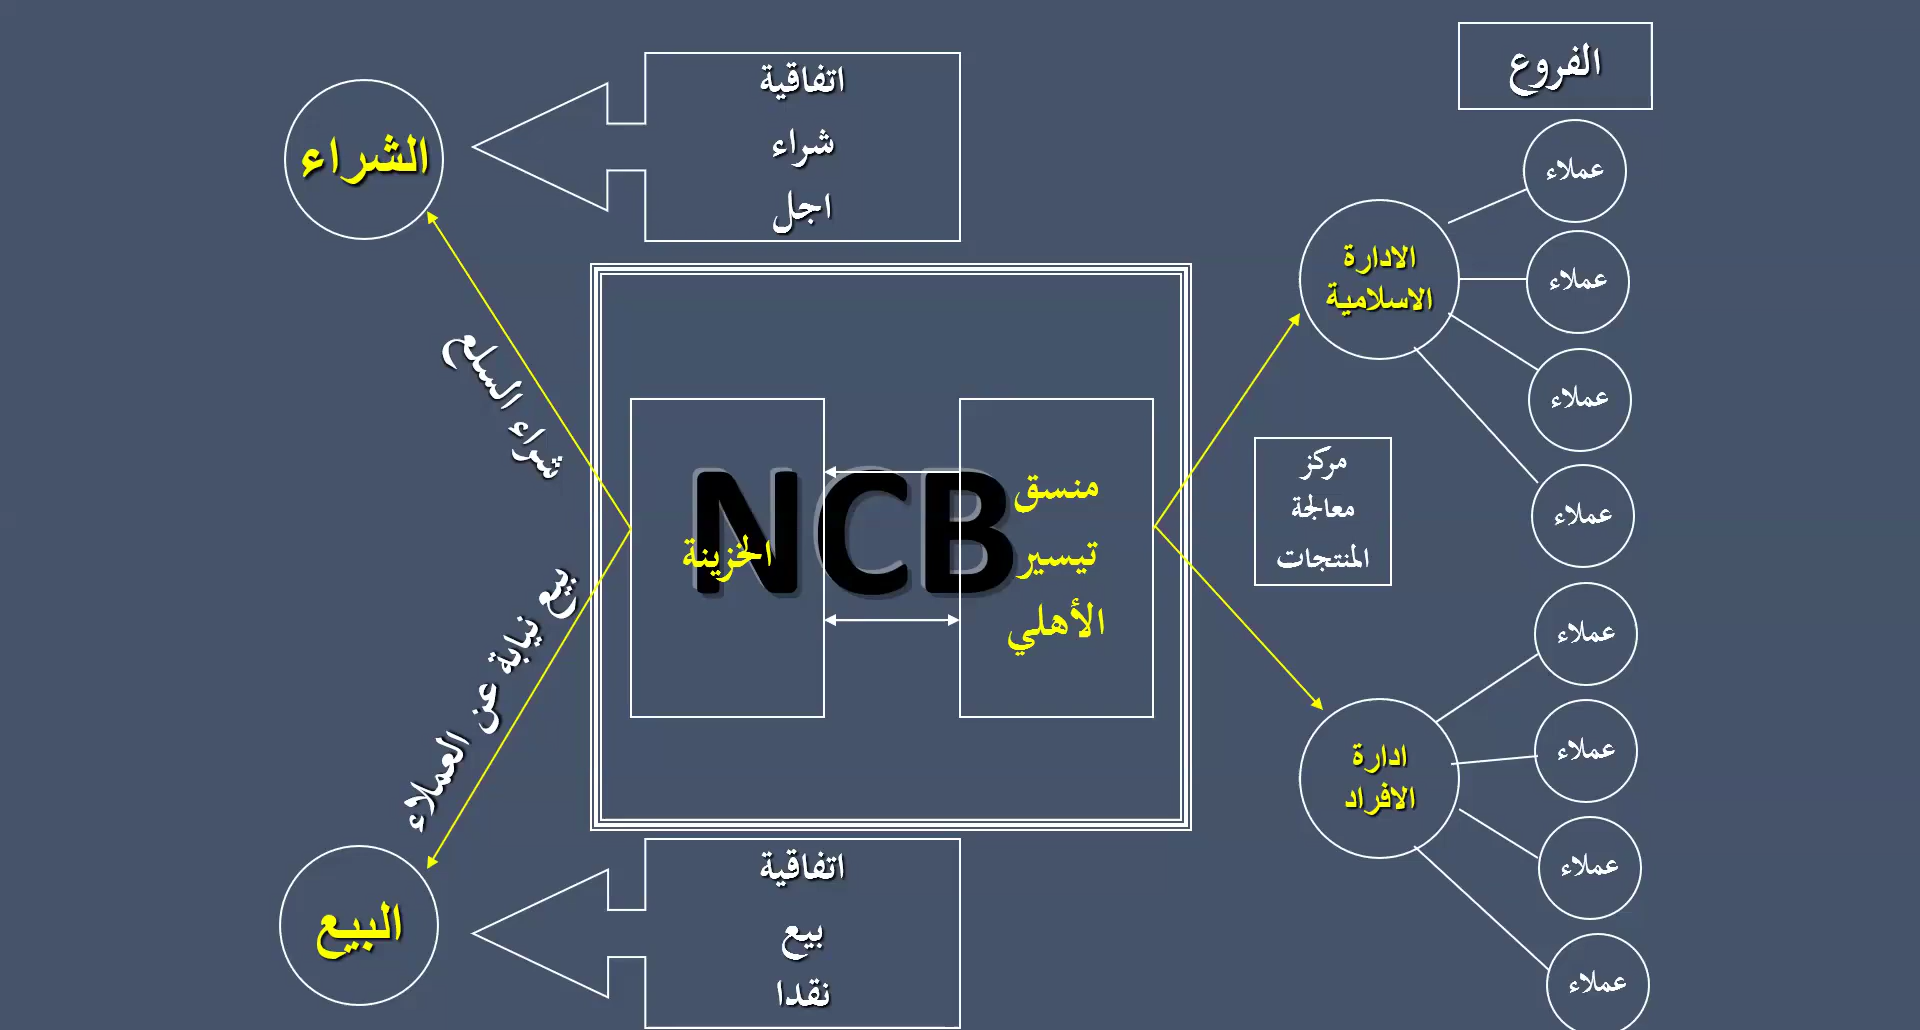 الفروع
عملاء
عملاء
عملاء
عملاء
عملاء
عملاء
عملاء
عملاء
الادارة
الاسلامية
ادارة
الافراد
مركز
معالجة
المنتجات
منسق
تيسير
الأهلي
NCB
الخزينة
اتفاقية
شراء
اجل
الشراء
شراء السلع
بيع نيابة عن العملاء
اتفاقية
بيع
نقدا
البيع